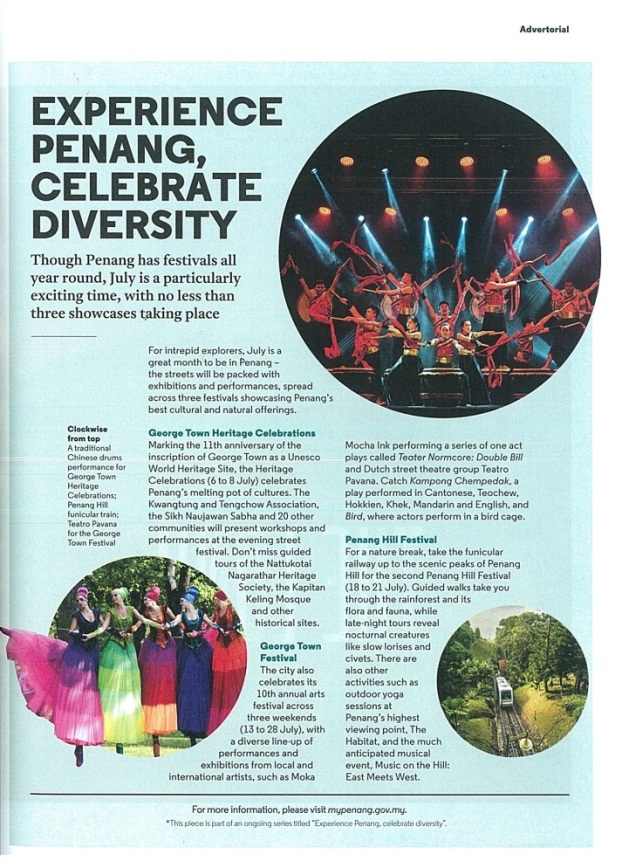 Advertorial
EXPERIENCE
PENANG,
CELEBRATE
DIVERSITY
Though Penang has festivals all
year round, July is a particularly
exciting time, with no less than
three showcases taking place
For intrepid explorers, July is a
great month to be in Penang –
the streets will be packed with
exhibitions and performances, spread
across three festivals showcasing Penang's
best cultural and natural offerings.
Clockwise
from top
A traditional
Chinese drums
performance for
George Town
Heritage
Celebrations;
Penang Hill
funicular train;
Teatro Pavana
for the George
Town Festival
George Town Heritage Celebrations
Marking the 11th anniversary of the
inscription of George Town as a Unesco
World Heritage Site, the Heritage
Celebrations (6 to 8 July) celebrates
Penang's melting pot of cultures. The
Kwangtung and Tengchow Association,
the Sikh Naujawan Sabha and 20 other
communities will present workshops and
performances at the evening street
festival. Don't miss guided
tours of the Nattukotai
Nagarathar Heritage
Society, the Kapitan
Keling Mosque
and other
historical sites.
George Town
Festival
The city also
celebrates its
10th annual arts
festival across
three weekends
(13 to 28 July), with
a diverse line-up of
performances and
exhibitions from local and
international artists, such as Moka
Mocha Ink performing a series of one act
plays called Teater Normcore: Double Bill
and Dutch street theatre group Teatro
Pavana. Catch Kampong Chempedak, a
play performed in Cantonese, Teochew,
Hokkien, Khek, Mandarin and English, and
Bird, where actors perform in a bird cage.
Penang Hill Festival
For a nature break, take the funicular
railway up to the scenic peaks of Penang
Hill for the second Penang Hill Festival
(18 to 21 July). Guided walks take you
through the rainforest and its
flora and fauna, while
late-night tours reveal
nocturnal creatures
like slow lorises and
civets. There are
also other
activities such as
outdoor yoga
sessions at
Penang's highest
viewing point, The
Habitat, and the much
anticipated musical
event, Music on the Hill:
East Meets West.
For more information, please visit mypenang.gov.my.
*This piece is part of an ongoing series titled "Experience Penang, celebrate diversity".